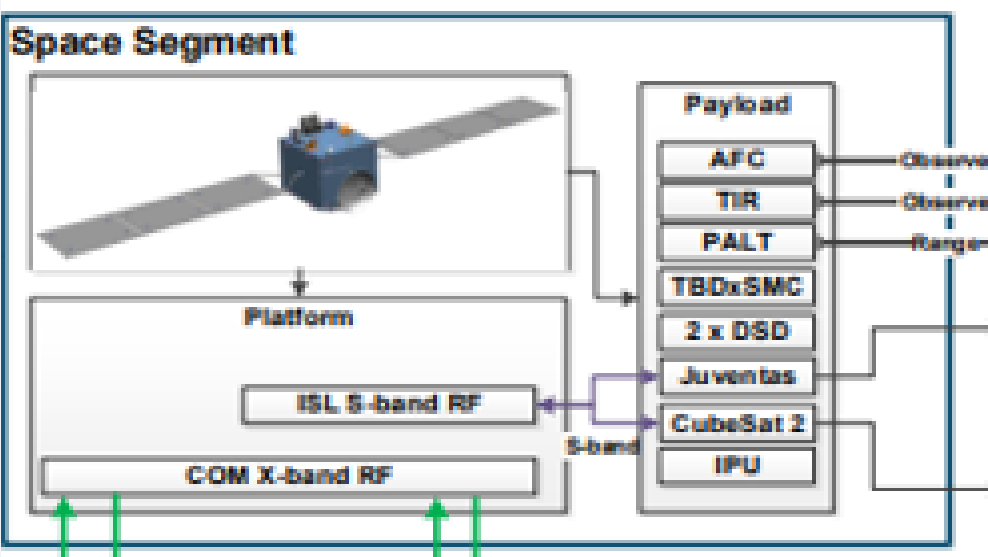 Space Segment
Payload
AFC
TIR
PALT
TBDxSMC
2 x DSD
Juventas
CubeSat 2
IPU
Observe
Observe
Range
Platform
ISL S-band RF
S-band
COM X-band RF